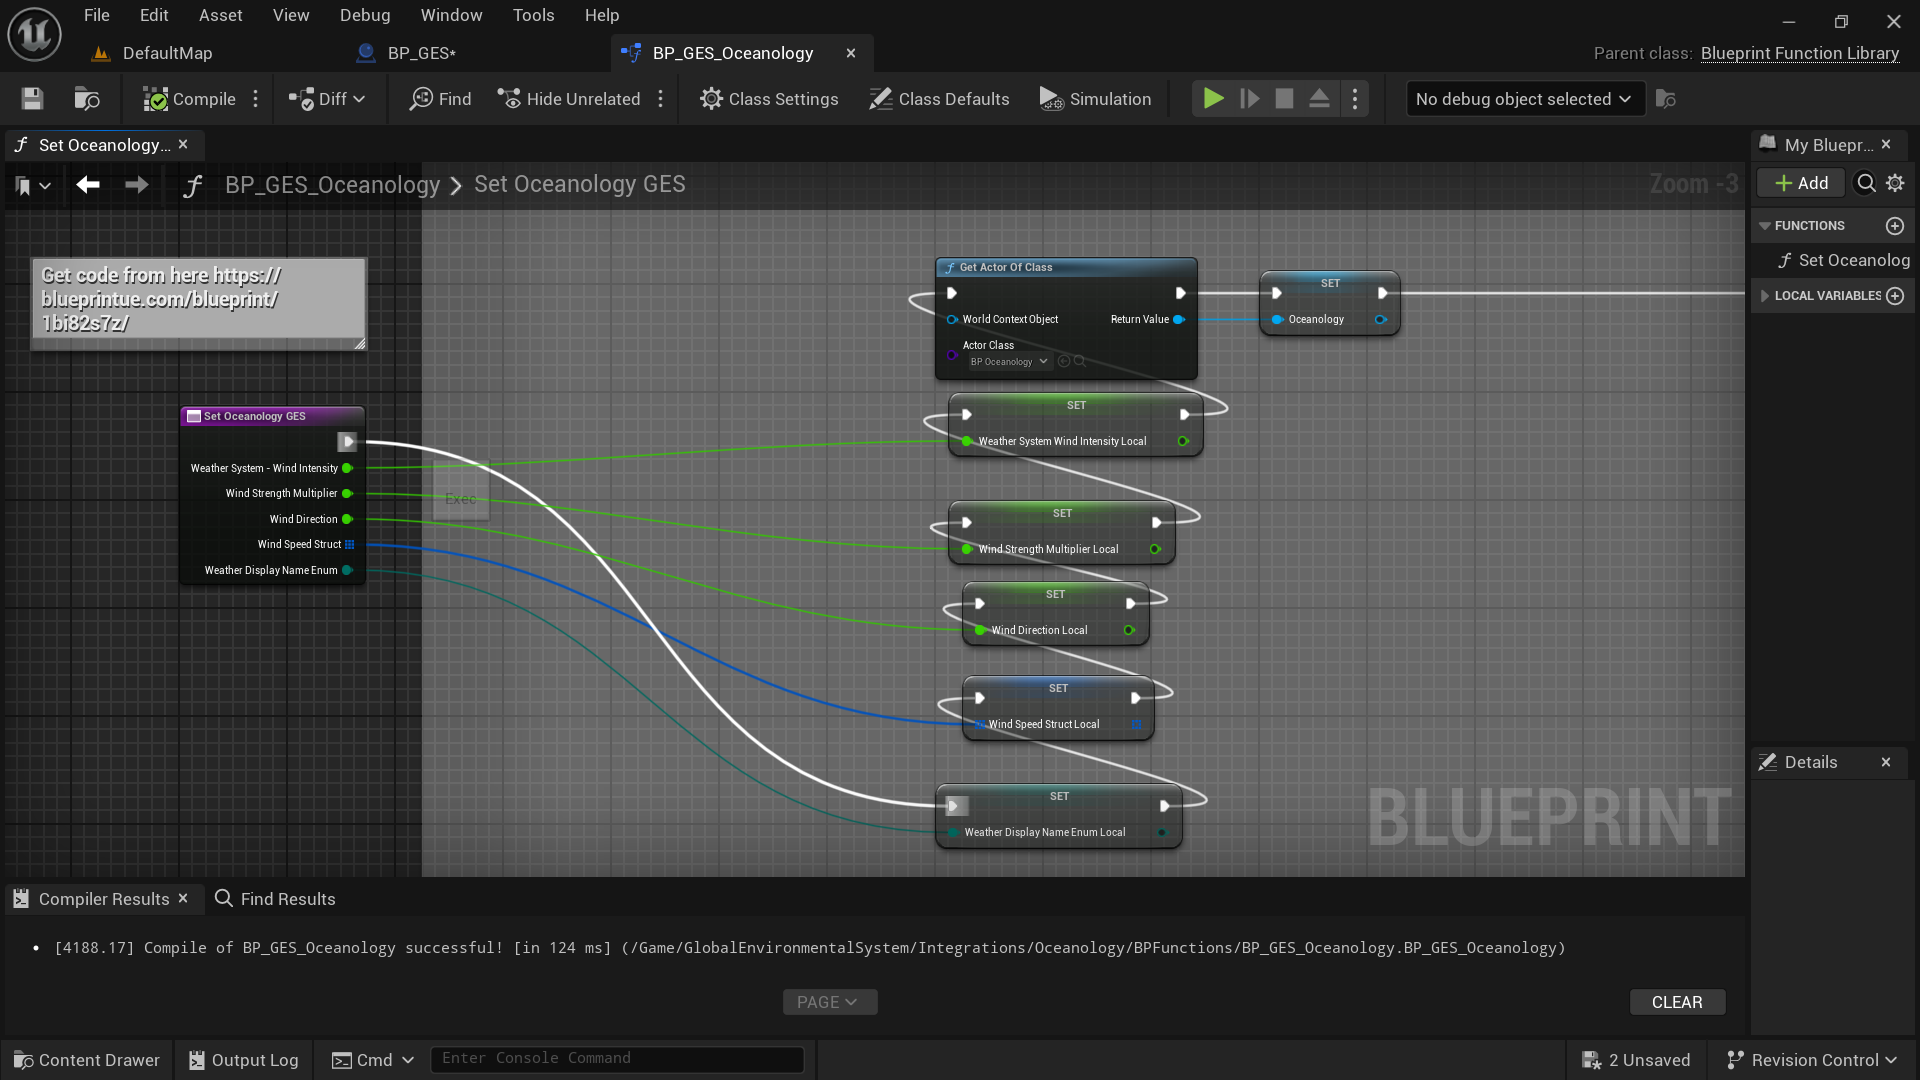 File Edit Asset View Debug Window Tools Help
DefaultMap BP_GES* BP_GES_Oceanology
Parent class: Blueprint Function Library
Compile Diff Find Hide Unrelated Class Settings Class Defaults Simulation No debug object selected
Set Oceanology...
BP_GES_Oceanology Set Oceanology GES
Zoom -3
Get code from here https://
blueprintue.com/blueprint/
1bi82s7z/
Set Oceanology GES
Weather System - Wind Intensity
Wind Strength Multiplier
Wind Direction
Wind Speed Struct
Weather Display Name Enum
Exec
Get Actor Of Class
World Context Object Return Value
Actor Class
BP Oceanology
SET
Oceanology
SET
Weather System Wind Intensity Local
SET
Wind Strength Multiplier Local
SET
Wind Direction Local
SET
Wind Speed Struct Local
SET
Weather Display Name Enum Local
BLUEPRINT
My Bluepr...
Add
FUNCTIONS
Set Oceanolog
LOCAL VARIABLES
Details
Compiler Results Find Results
[4188.17] Compile of BP_GES_Oceanology successful! [in 124 ms] (/Game/GlobalEnvironmentalSystem/Integrations/Oceanology/BPFunctions/BP_GES_Oceanology.BP_GES_Oceanology)
PAGE
CLEAR
Content Drawer Output Log Cmd Enter Console Command 2 Unsaved Revision Control